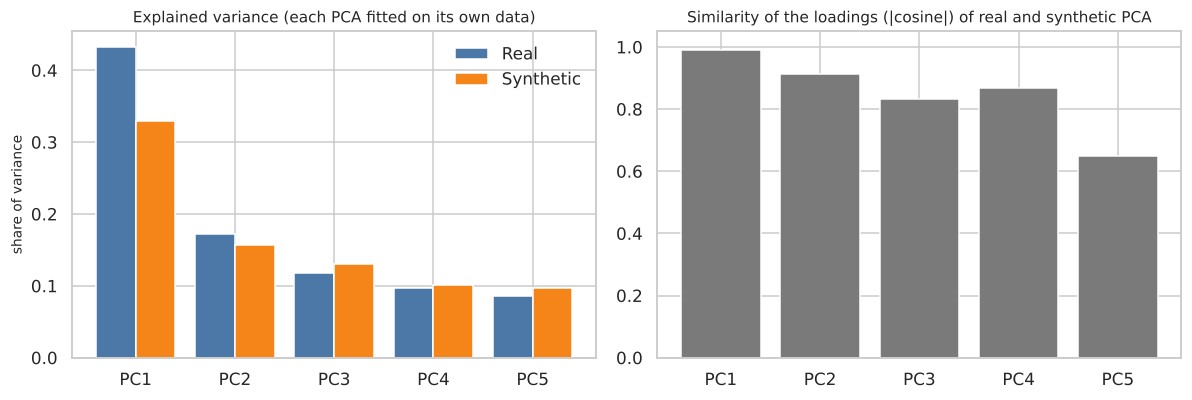 Explained variance (each PCA fitted on its own data)
share of variance
0.4
0.3
0.2
0.1
0.0
Real
Synthetic
PC1 PC2 PC3 PC4 PC5
Similarity of the loadings (|cosine|) of real and synthetic PCA
1.0
0.8
0.6
0.4
0.2
0.0
PC1 PC2 PC3 PC4 PC5